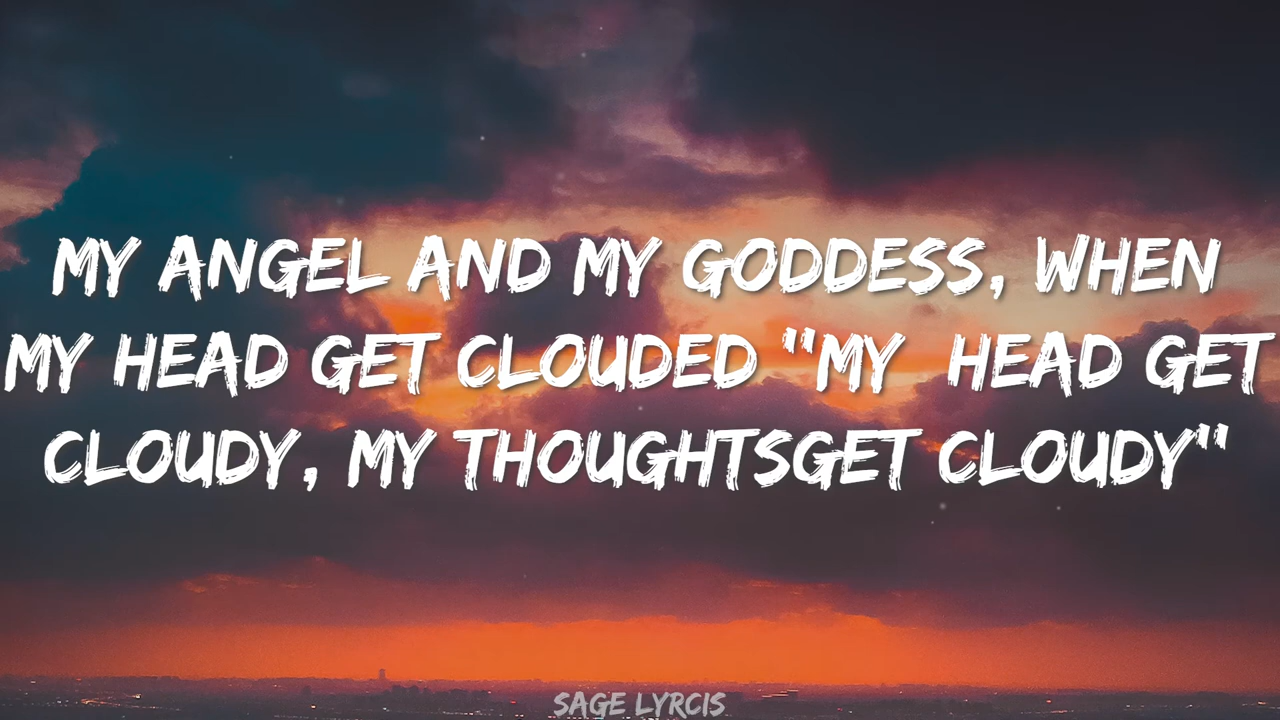 MY ANGEL AND MY GODDESS, WHEN
MY HEAD GET CLOUDED "MY HEAD GET
CLOUDY, MY THOUGHTSGET CLOUDY"
SAGE LYRCIS